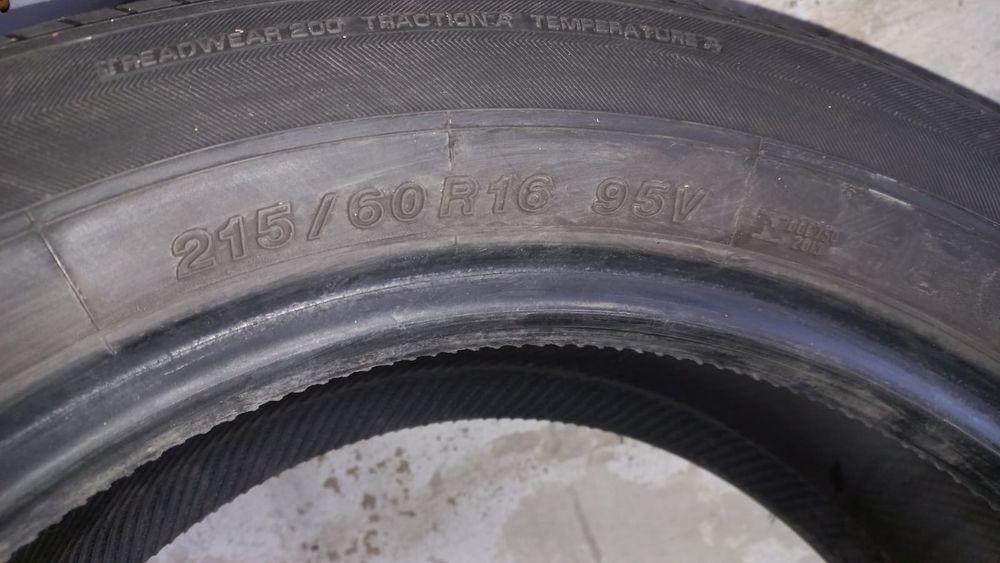 TREADWEAR 200 TRACTION A TEMPERATURE A
215/60R16 95V